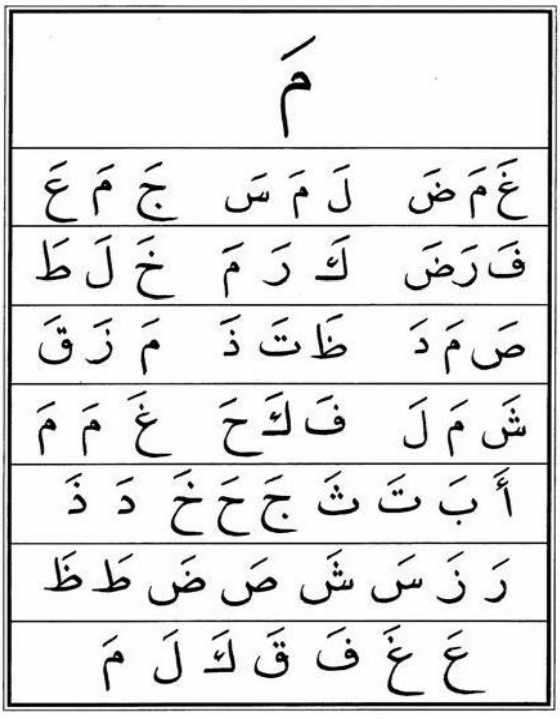 مَ
غَ مَ ضَ لَ مَ سَ جَ مَ عَ
فَ رَ ضَ كَ رَ مَ خَ لَ طَ
صَ مَ دَ ظَ تَ ذَ مَ زَ قَ
شَ مَ لَ فَ كَ حَ غَ مَ مَ
أَ بَ تَ ثَ جَ حَ خَ دَ ذَ
رَ زَ سَ شَ صَ ضَ طَ ظَ
عَ غَ فَ قَ كَ لَ مَ